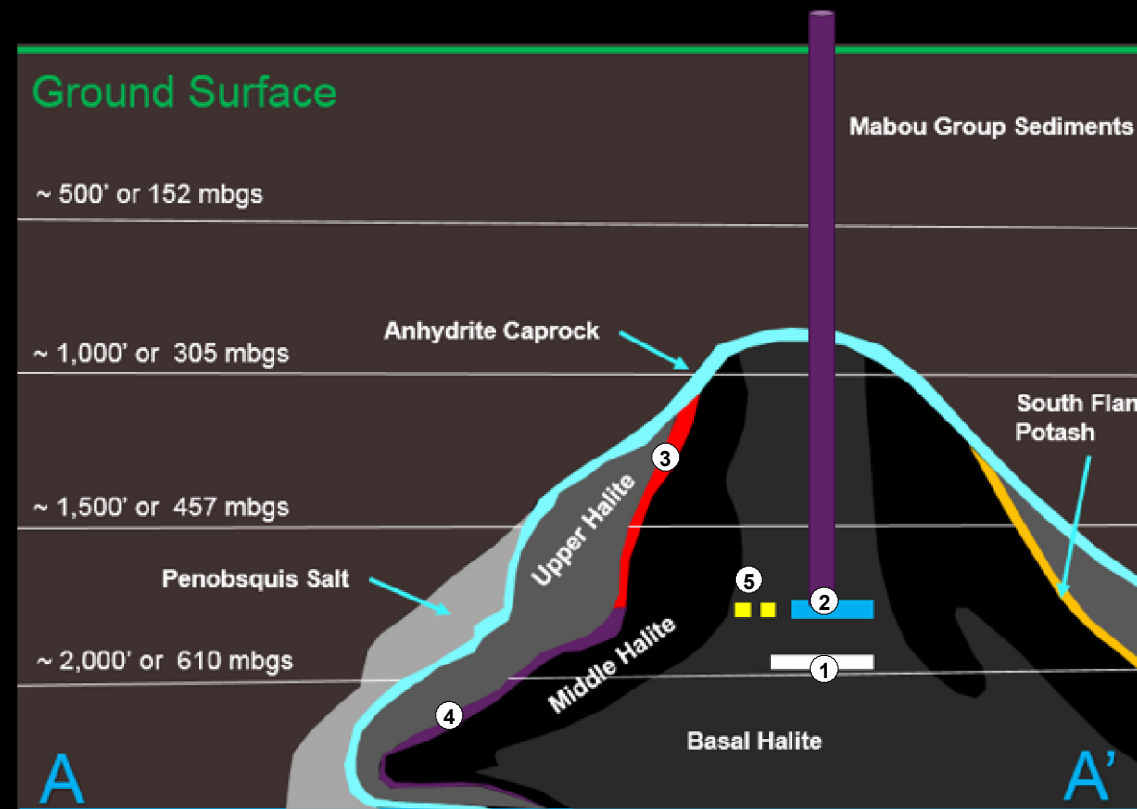 Ground Surface
Mabou Group Sediments
~ 500' or 152 mbgs
Anhydrite Caprock
~ 1,000' or 305 mbgs
South Flan
Potash
3
~ 1,500' or 457 mbgs
Upper Halite
Penobsquis Salt
5
2
~ 2,000' or 610 mbgs
Middle Halite
1
4
Basal Halite
A
A'